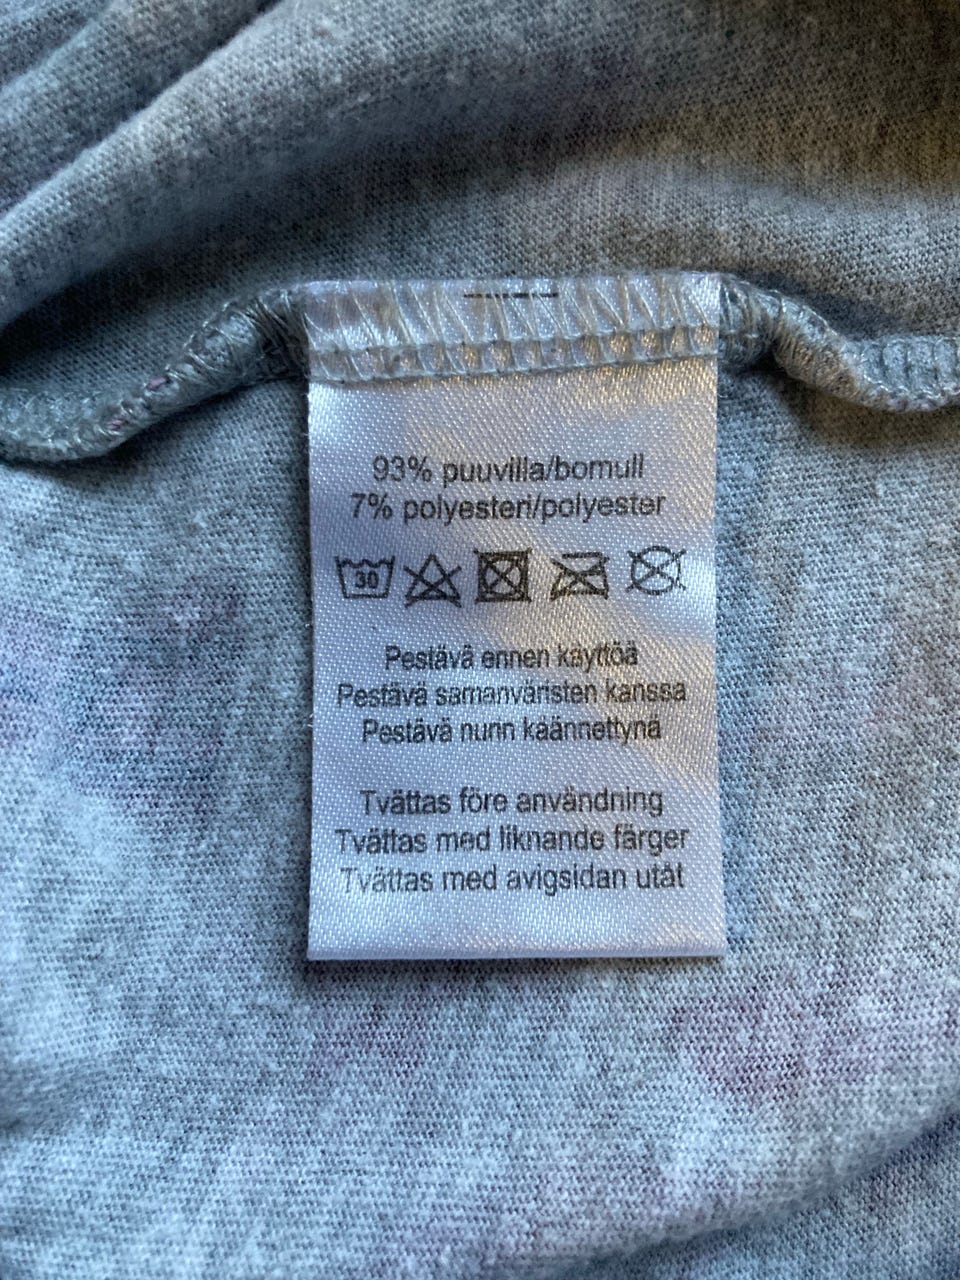 93% puuvilla/bomull
7% polyesteri/polyester
30
Pestävä ennen käyttöä
Pestävä samanväristen kanssa
Pestävä nurin käännettynä
Tvättas före användning
Tvättas med liknande färger
Tvättas med avigsidan utåt